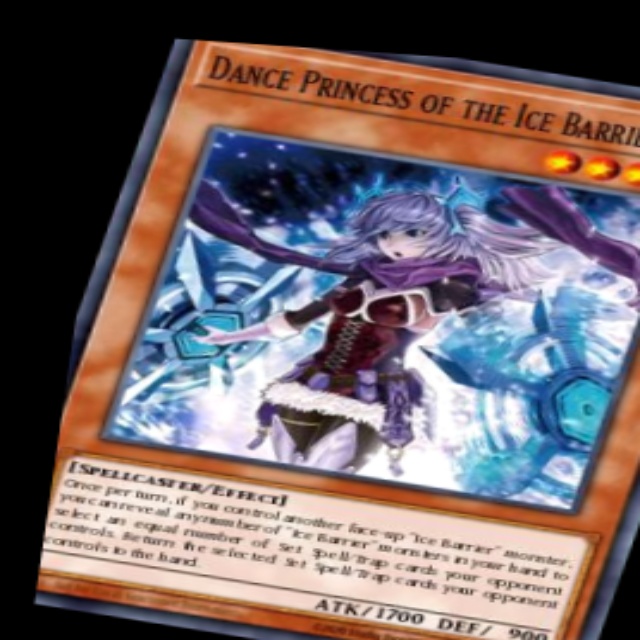 DANCE PRINCESS OF THE ICE BARRIE
[SPELLCASTER/EFFECT]
Once per turn, if you control another face-up "Ice Barrier" monster,
you can reveal any number of "Ice Barrier" monsters in your hand to
select an equal number of Set Spell/Trap cards your opponent
controls. Return the selected Set Spell/Trap cards your opponent
controls to the hand.
ATK/1700 DEF/ 900